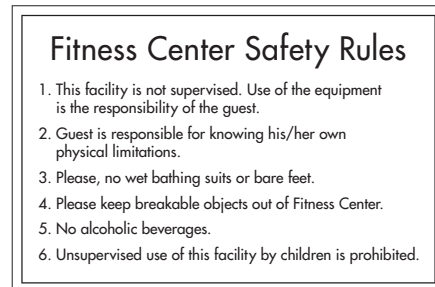 Fitness Center Safety Rules
1. This facility is not supervised. Use of the equipment
is the responsibility of the guest.
2. Guest is responsible for knowing his/her own
physical limitations.
3. Please, no wet bathing suits or bare feet.
4. Please keep breakable objects out of Fitness Center.
5. No alcoholic beverages.
6. Unsupervised use of this facility by children is prohibited.